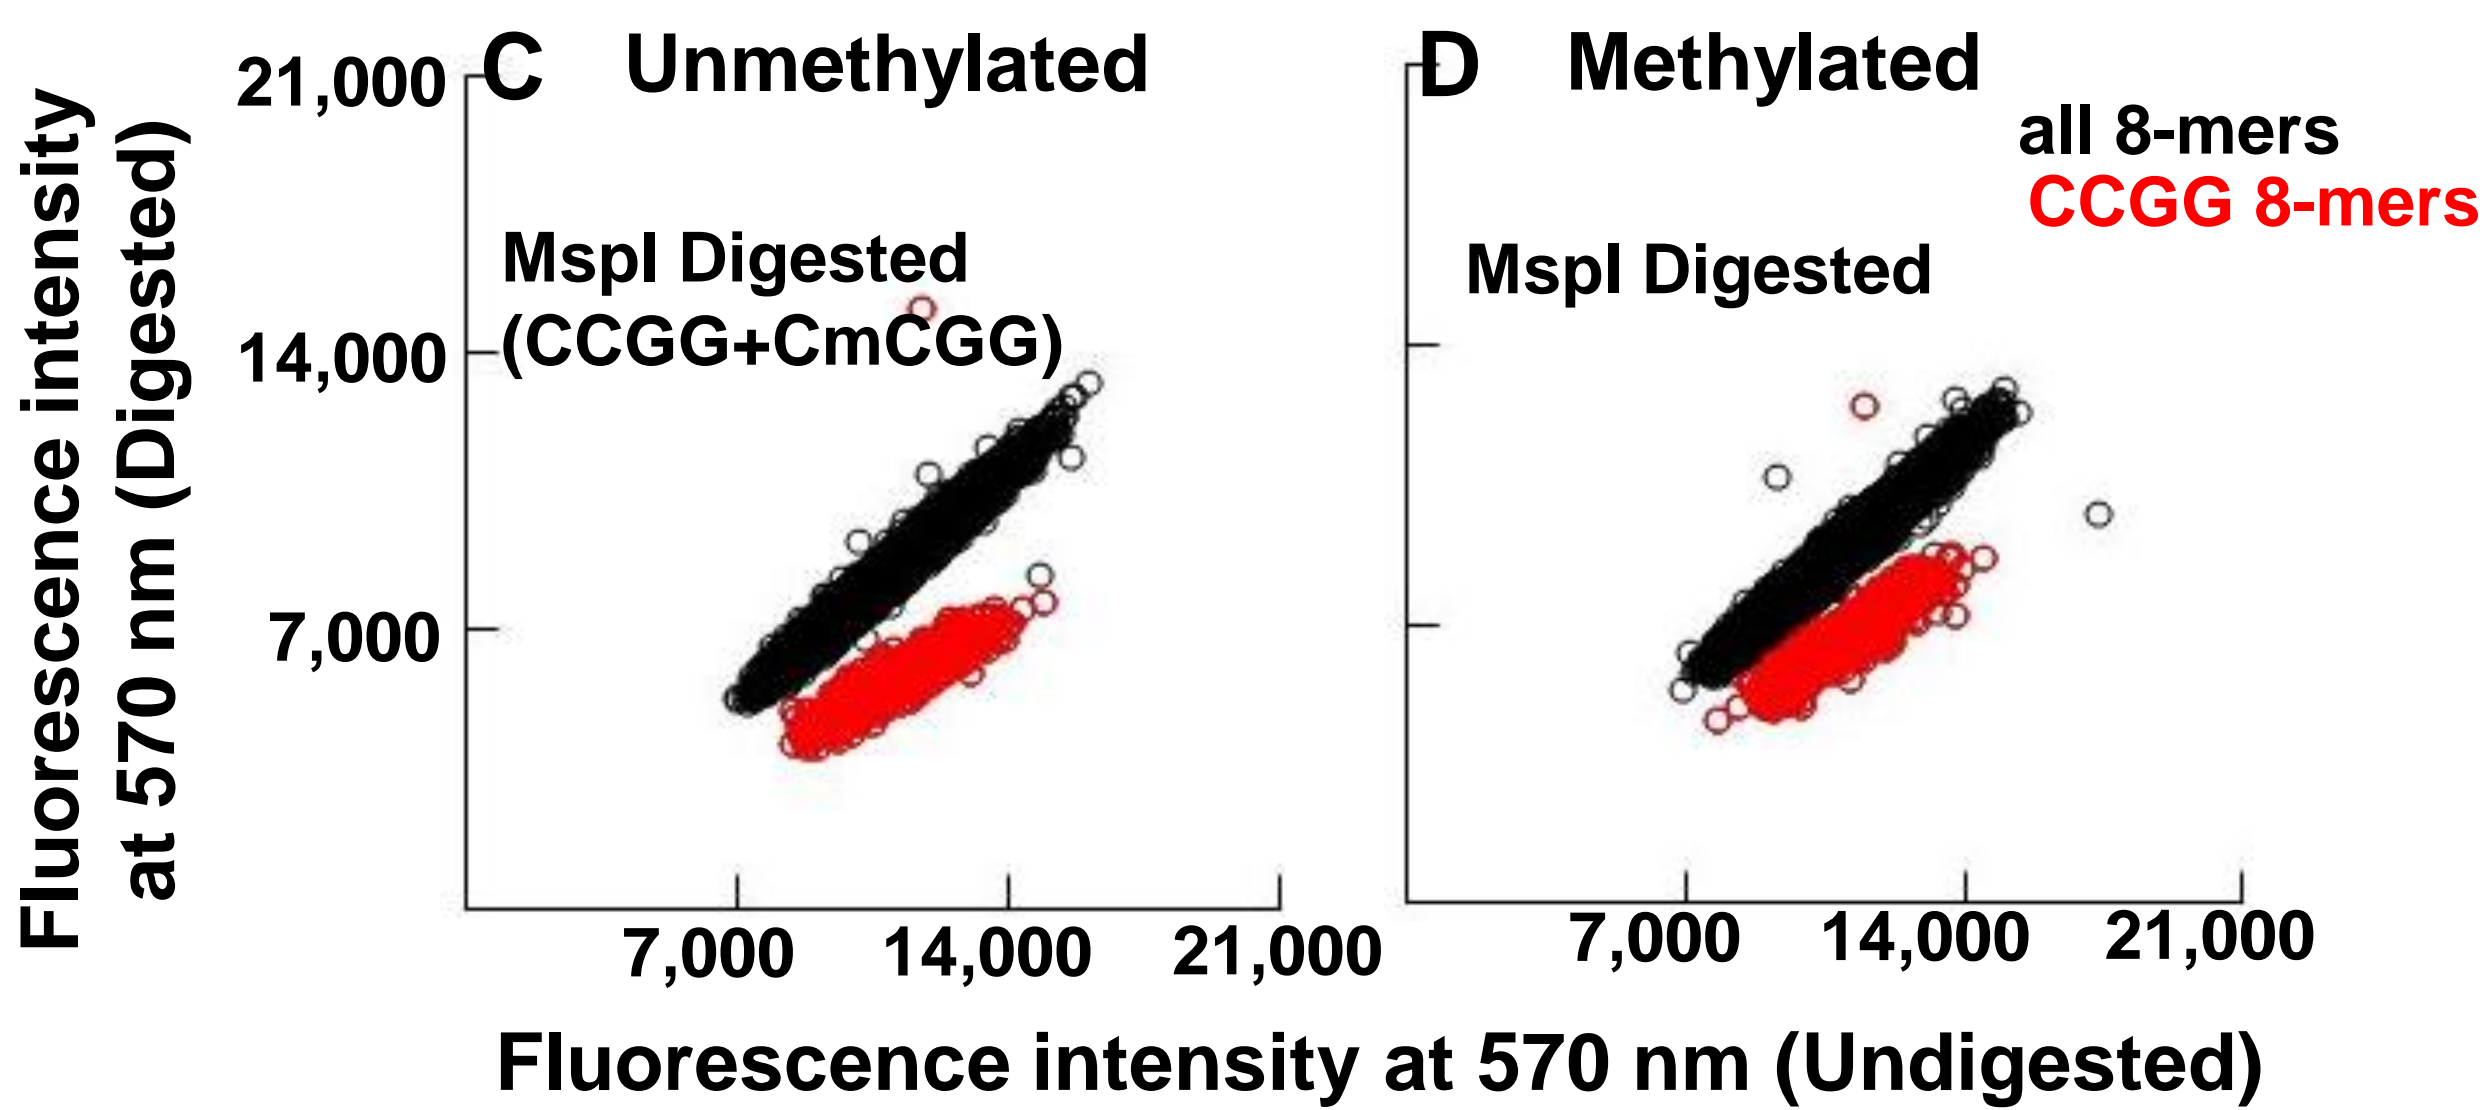 Fluorescence intensity
at 570 nm (Digested)
21,000
14,000
7,000
C Unmethylated
MspI Digested
(CCGG+CmCGG)
7,000 14,000 21,000
D Methylated
all 8-mers
CCGG 8-mers
MspI Digested
7,000 14,000 21,000
Fluorescence intensity at 570 nm (Undigested)